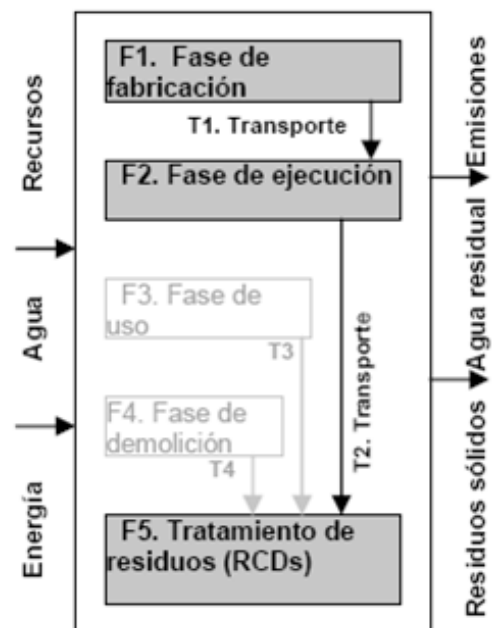 Recursos
Agua
Energía
F1. Fase de
fabricación
T1. Transporte
F2. Fase de ejecución
F3. Fase de
uso
T3
T2. Transporte
F4. Fase de
demolición
T4
F5. Tratamiento de
residuos (RCDs)
Emisiones
Agua residual
Residuos sólidos